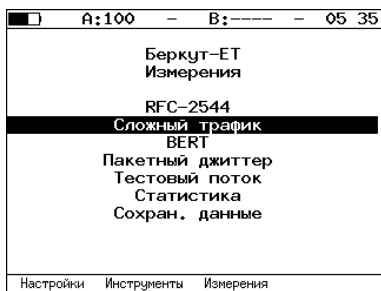 A:100 – B:---- – 05 35
Беркут–ET
Измерения
RFC–2544
Сложный трафик
BERT
Пакетный джиттер
Тестовый поток
Статистика
Сохран. данные
Настройки Инструменты Измерения